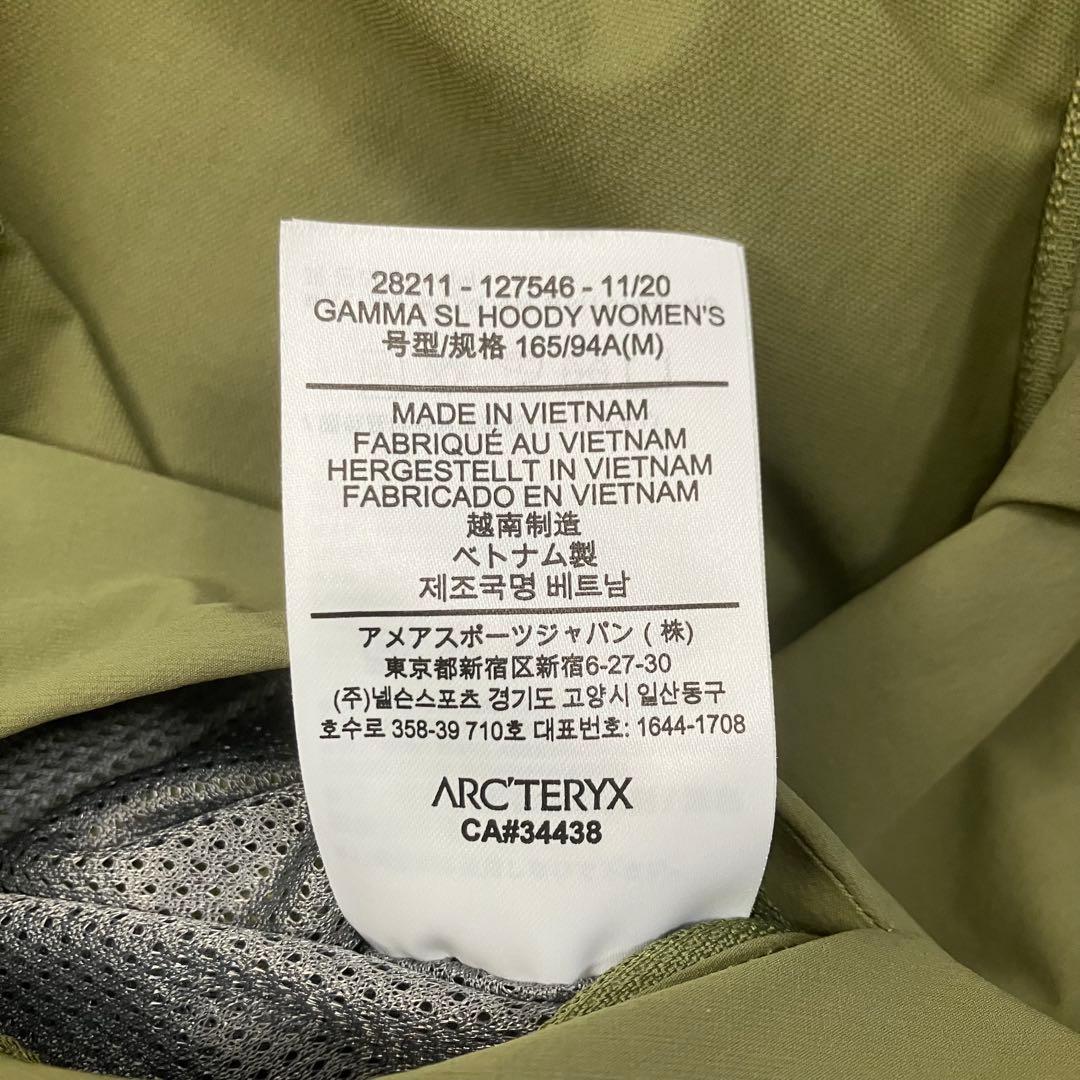 28211 - 127546 - 11/20
GAMMA SL HOODY WOMEN'S
号型/规格 165/94A(M)
MADE IN VIETNAM
FABRIQUÉ AU VIETNAM
HERGESTELLT IN VIETNAM
FABRICADO EN VIETNAM
越南制造
ベトナム製
제조국명 베트남
アメアスポーツジャパン ( 株)
東京都新宿区新宿6-27-30
(주)넬슨스포츠 경기도 고양시 일산동구
호수로 358-39 710호 대표번호: 1644-1708
ARC'TERYX
CA#34438